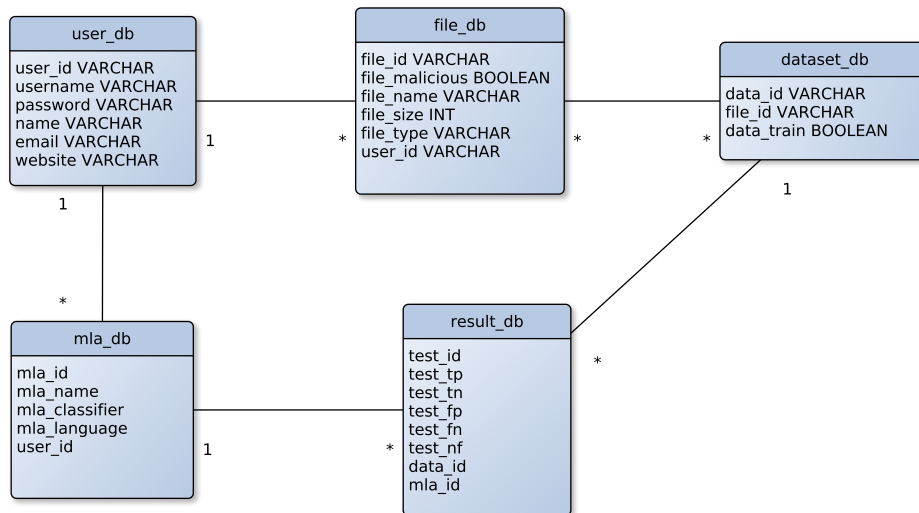 user_db
user_id VARCHAR
username VARCHAR
password VARCHAR
name VARCHAR
email VARCHAR
website VARCHAR
file_db
file_id VARCHAR
file_malicious BOOLEAN
file_name VARCHAR
file_size INT
file_type VARCHAR
user_id VARCHAR
dataset_db
data_id VARCHAR
file_id VARCHAR
data_train BOOLEAN
1
*
*
*
1
1
*
*
mla_db
mla_id
mla_name
mla_classifier
mla_language
user_id
result_db
test_id
test_tp
test_tn
test_fp
test_fn
test_nf
data_id
mla_id
1
*